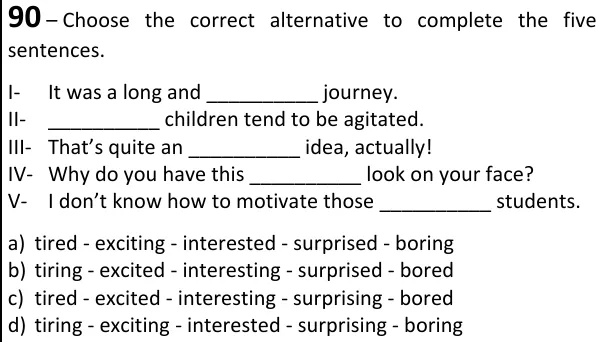 90 – Choose the correct alternative to complete the five
sentences.
I- It was a long and __________ journey.
II- __________ children tend to be agitated.
III- That's quite an __________ idea, actually!
IV- Why do you have this __________ look on your face?
V- I don't know how to motivate those __________ students.
a) tired - exciting - interested - surprised - boring
b) tiring - excited - interesting - surprised - bored
c) tired - excited - interesting - surprising - bored
d) tiring - exciting - interested - surprising - boring